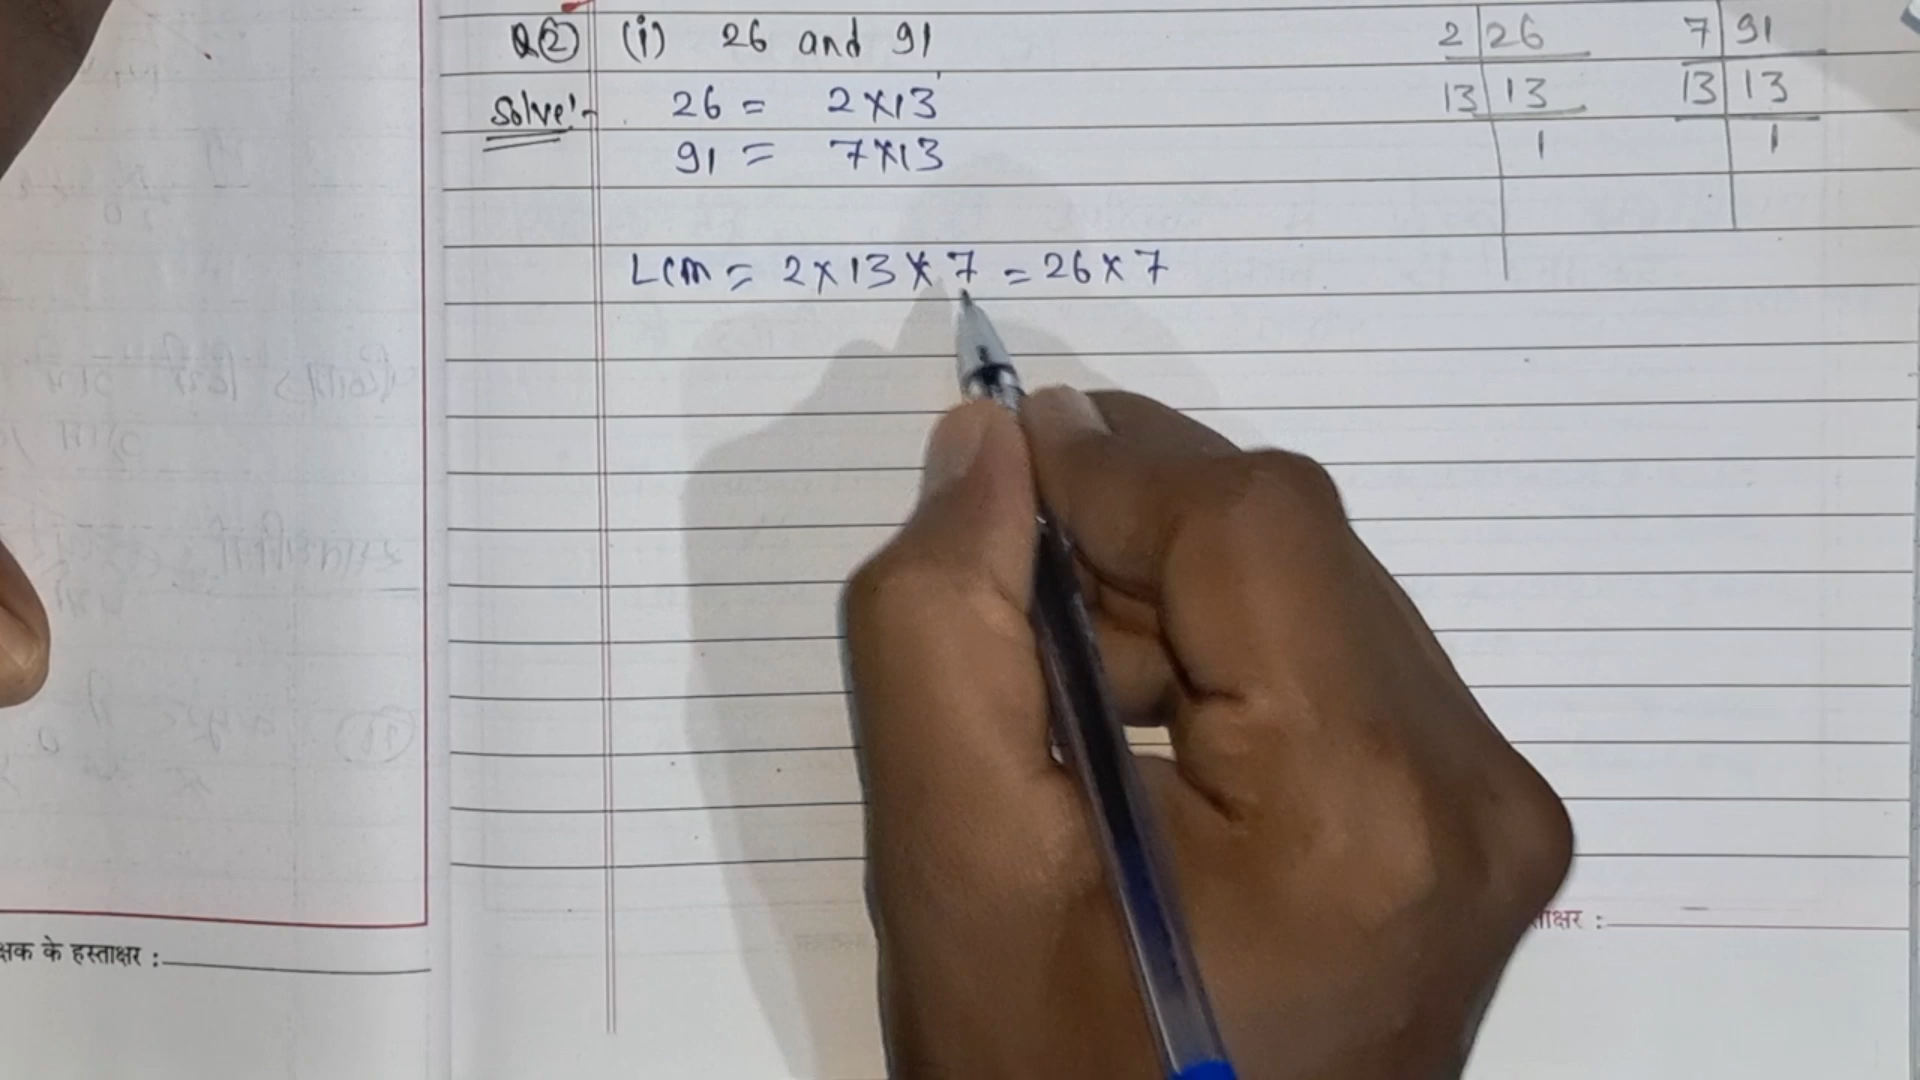 Q② (i) 26 and 91
Solve:- 26 = 2×13
91 = 7×13
LCM = 2×13×7 = 26×7
2 26
13 13
1
7 91
13 13
1
क्षक के हस्ताक्षर :
ताक्षर :